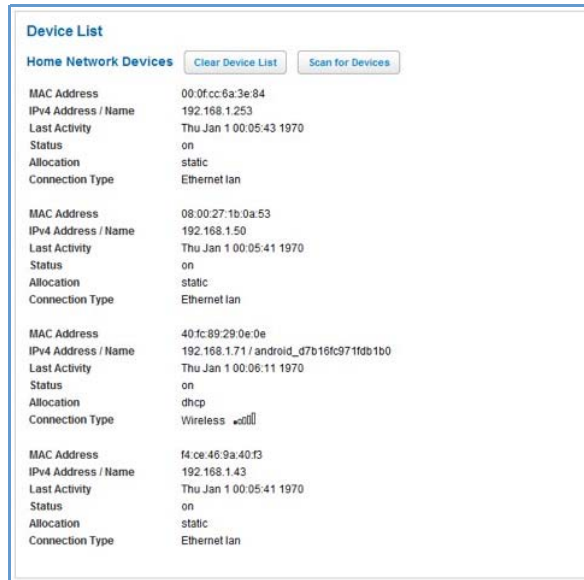 Device List
Home Network Devices Clear Device List Scan for Devices
MAC Address 00:0f:cc:6a:3e:84
IPv4 Address / Name 192.168.1.253
Last Activity Thu Jan 1 00:05:43 1970
Status on
Allocation static
Connection Type Ethernet lan
MAC Address 08:00:27:1b:0a:53
IPv4 Address / Name 192.168.1.50
Last Activity Thu Jan 1 00:05:41 1970
Status on
Allocation static
Connection Type Ethernet lan
MAC Address 40:fc:89:29:0e:0e
IPv4 Address / Name 192.168.1.71 / android_d7b16fc971fdb1b0
Last Activity Thu Jan 1 00:06:11 1970
Status on
Allocation dhcp
Connection Type Wireless
MAC Address f4:ce:46:9a:40:f3
IPv4 Address / Name 192.168.1.43
Last Activity Thu Jan 1 00:05:41 1970
Status on
Allocation static
Connection Type Ethernet lan